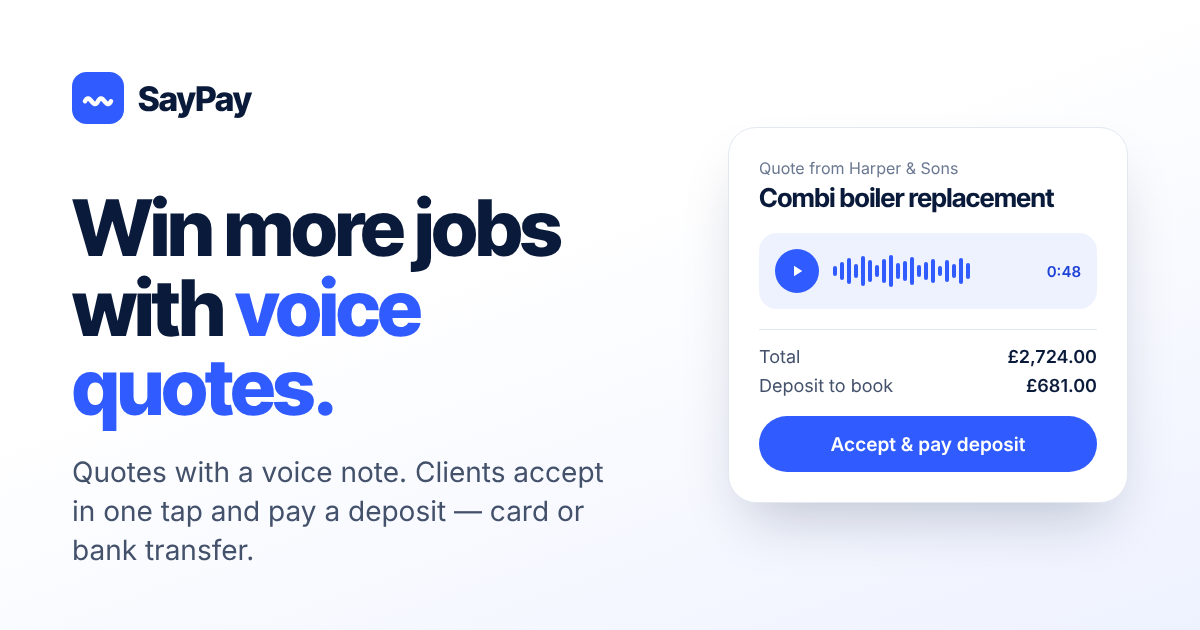 SayPay
Win more jobs
with voice
quotes.
Quotes with a voice note. Clients accept
in one tap and pay a deposit — card or
bank transfer.
Quote from Harper & Sons
Combi boiler replacement
0:48
Total £2,724.00
Deposit to book £681.00
Accept & pay deposit